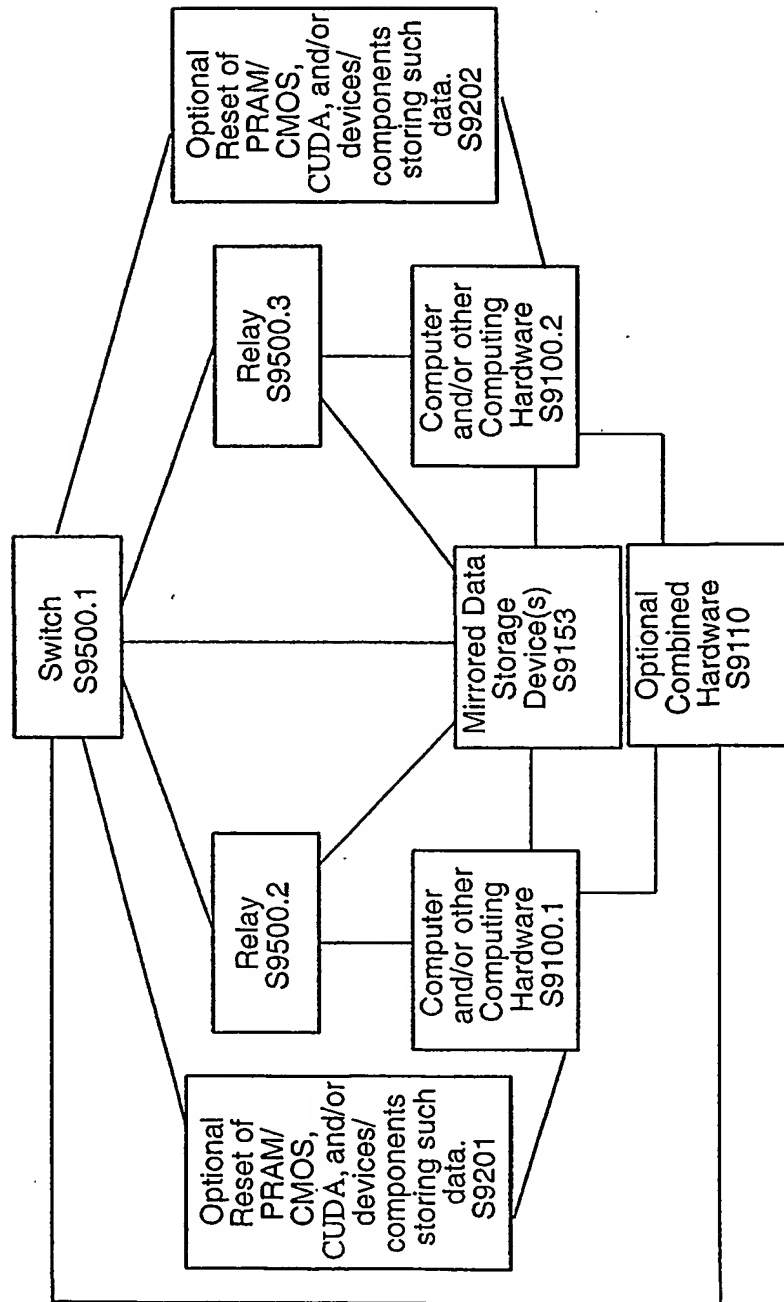 Switch
S9500.1
Optional
Reset of
PRAM/
CMOS,
CUDA, and/or
devices/
components
storing such
data.
S9201
Relay
S9500.2
Relay
S9500.3
Optional
Reset of
PRAM/
CMOS,
CUDA, and/or
devices/
components
storing such
data.
S9202
Computer
and/or other
Computing
Hardware
S9100.1
Mirrored Data
Storage
Device(s)
S9153
Computer
and/or other
Computing
Hardware
S9100.2
Optional
Combined
Hardware
S9110